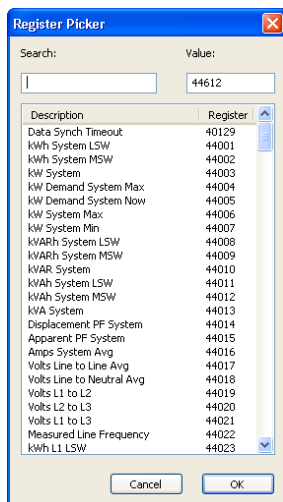 Register Picker
Search: Value:
44612
Description Register
Data Synch Timeout 40129
kWh System LSW 44001
kWh System MSW 44002
kW System 44003
kW Demand System Max 44004
kW Demand System Now 44005
kW System Max 44006
kW System Min 44007
kVARh System LSW 44008
kVARh System MSW 44009
kVAR System 44010
kVAh System LSW 44011
kVAh System MSW 44012
kVA System 44013
Displacement PF System 44014
Apparent PF System 44015
Amps System Avg 44016
Volts Line to Line Avg 44017
Volts Line to Neutral Avg 44018
Volts L1 to L2 44019
Volts L2 to L3 44020
Volts L1 to L3 44021
Measured Line Frequency 44022
kWh L1 LSW 44023
Cancel OK